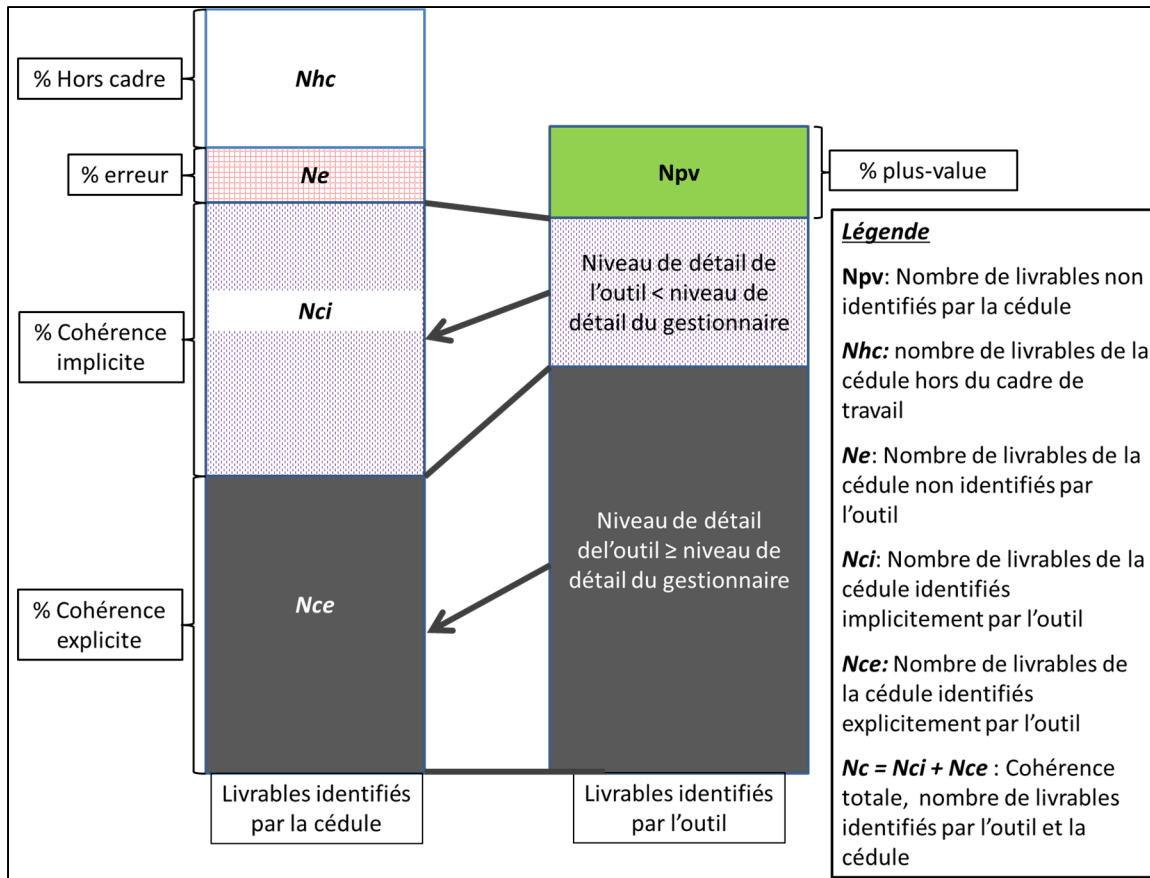 % Hors cadre
Nhc
% erreur
Ne
Npv
% plus-value
% Cohérence
implicite
Nci
Niveau de détail de
l'outil < niveau de
détail du gestionnaire
% Cohérence
explicite
Nce
Niveau de détail
del'outil ≥ niveau de
détail du gestionnaire
Livrables identifiés
par la cédule
Livrables identifiés
par l'outil
Légende
Npv: Nombre de livrables non
identifiés par la cédule
Nhc: nombre de livrables de la
cédule hors du cadre de
travail
Ne: Nombre de livrables de la
cédule non identifiés par
l'outil
Nci: Nombre de livrables de la
cédule identifiés
implicitement par l'outil
Nce: Nombre de livrables de
la cédule identifiés
explicitement par l'outil
Nc = Nci + Nce : Cohérence
totale, nombre de livrables
identifiés par l'outil et la
cédule